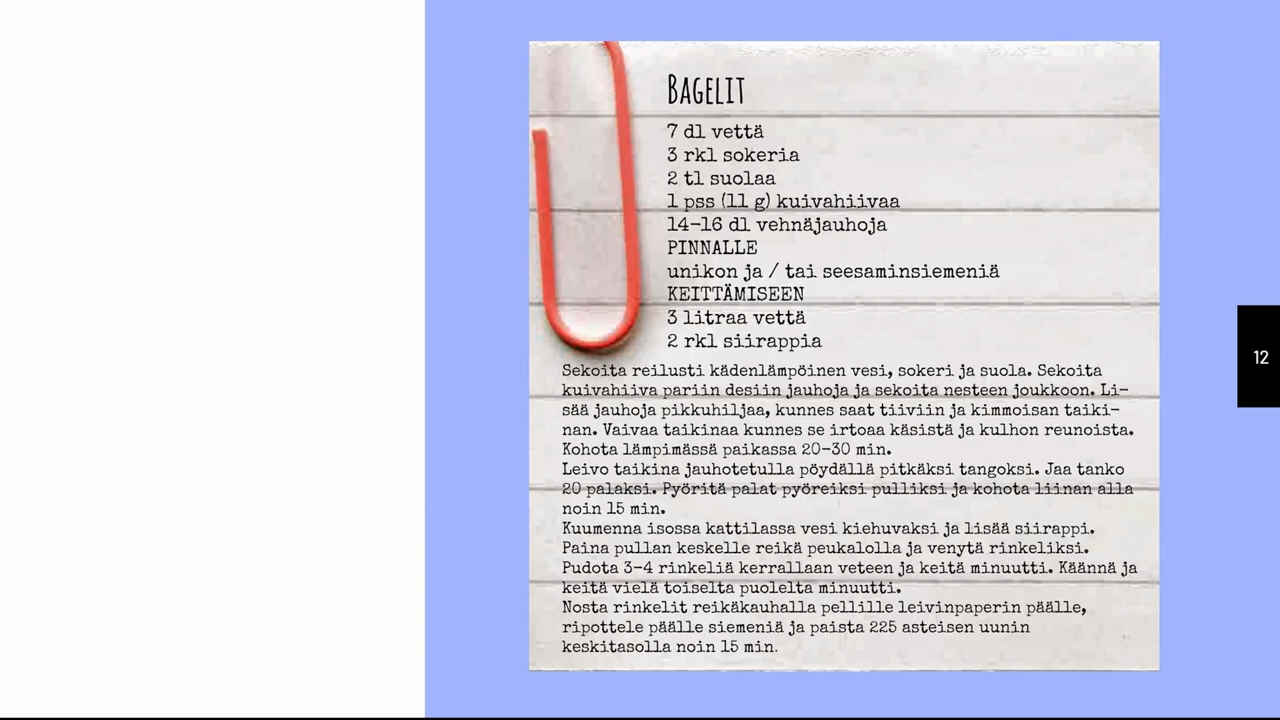 BAGELIT
7 dl vettä
3 rkl sokeria
2 tl suolaa
1 pss (11 g) kuivahiivaa
14-16 dl vehnäjauhoja
PINNALLE
unikon ja / tai seesaminsiemeniä
KEITTÄMISEEN
3 litraa vettä
2 rkl siirappia
Sekoita reilusti kädenlämpöinen vesi, sokeri ja suola. Sekoita
kuivahiiva pariin desiin jauhoja ja sekoita nesteen joukkoon. Li-
sää jauhoja pikkuhiljaa, kunnes saat tiiviin ja kimmoisan taiki-
nan. Vaivaa taikinaa kunnes se irtoaa käsistä ja kulhon reunoista.
Kohota lämpimässä paikassa 20-30 min.
Leivo taikina jauhotetulla pöydällä pitkäksi tangoksi. Jaa tanko
20 palaksi. Pyöritä palat pyöreiksi pulliksi ja kohota liinan alla
noin 15 min.
Kuumenna isossa kattilassa vesi kiehuvaksi ja lisää siirappi.
Paina pullan keskelle reikä peukalolla ja venytä rinkeliksi.
Pudota 3-4 rinkeliä kerrallaan veteen ja keitä minuutti. Käännä ja
keitä vielä toiselta puolelta minuutti.
Nosta rinkelit reikäkauhalla pellille leivinpaperin päälle,
ripottele päälle siemeniä ja paista 225 asteisen uunin
keskitasolla noin 15 min.
12